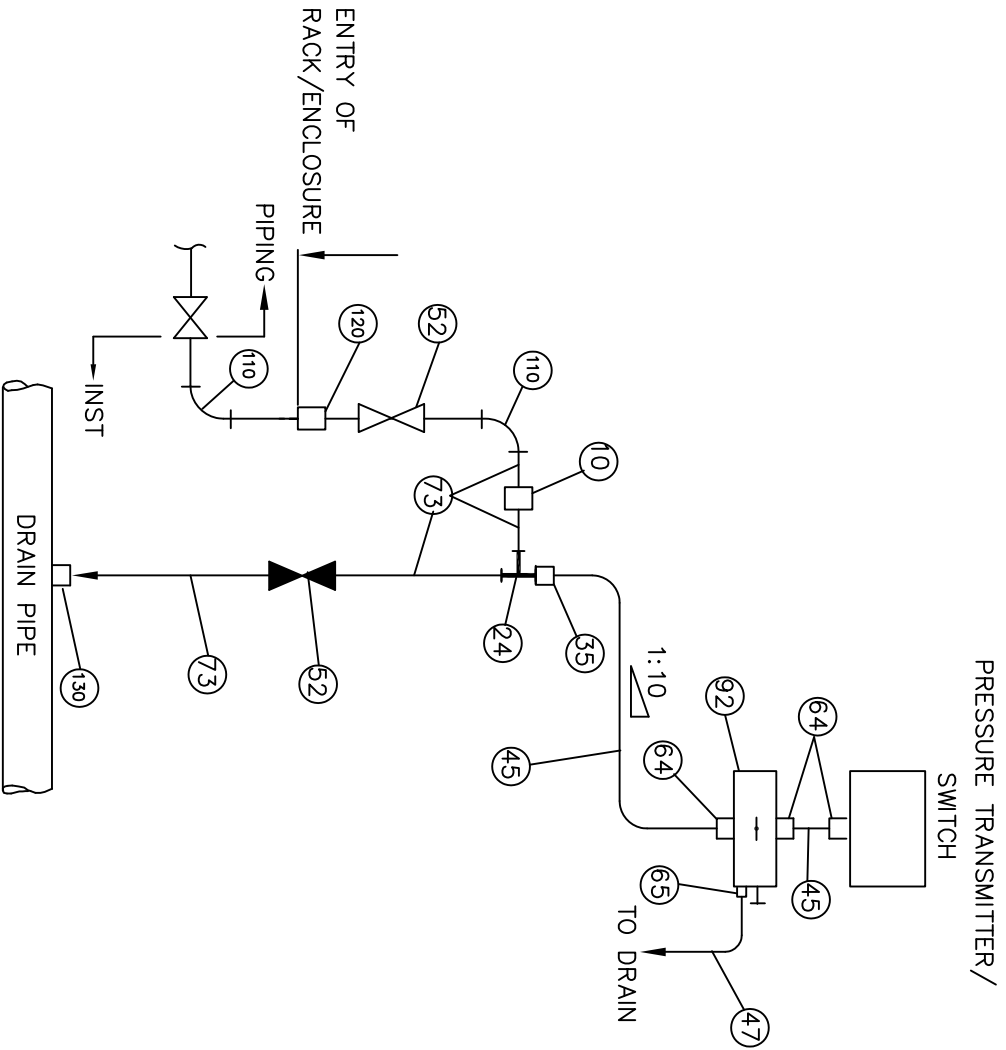 PRESSURE TRANSMITTER/
SWITCH
64
45
92
64
65
47
TO DRAIN
1:10
45
35
10
110
24
73
52
120
ENTRY OF
RACK/ENCLOSURE
PIPING
INST
110
52
73
130
DRAIN PIPE